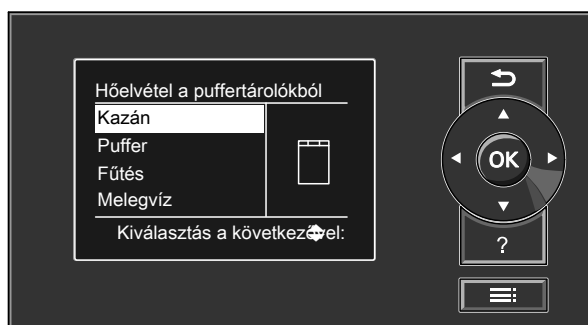 Hőelvétel a puffertárolókból
Kazán
Puffer
Fűtés
Melegvíz
Kiválasztás a következővel:
OK
?